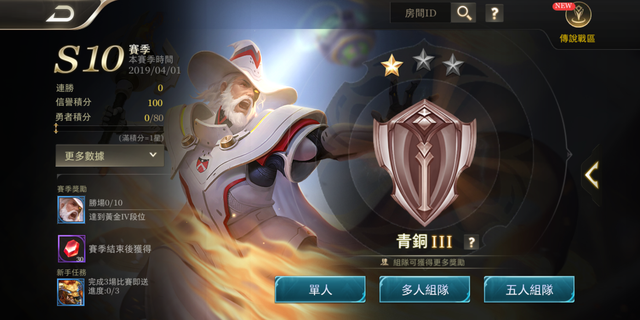 房間ID
?
NEW
傳說戰區
S10 賽季
本賽季時間
2019/04/01
連勝 0
信譽積分 100
勇者積分 0/80
(滿積分=1星)
更多數據
賽季獎勵
勝場0/10
達到黃金IV段位
30
賽季結束後獲得
新手任務
完成3場比賽即送
進度:0/3
青銅III
?
組隊可獲得更多獎勵
單人
多人組隊
五人組隊